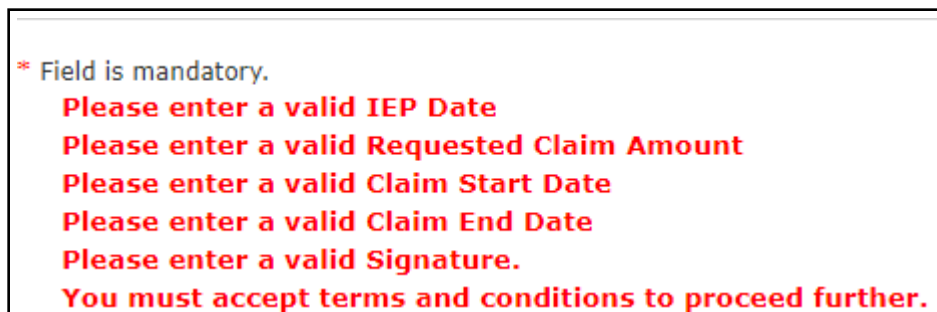 * Field is mandatory.
Please enter a valid IEP Date
Please enter a valid Requested Claim Amount
Please enter a valid Claim Start Date
Please enter a valid Claim End Date
Please enter a valid Signature.
You must accept terms and conditions to proceed further.